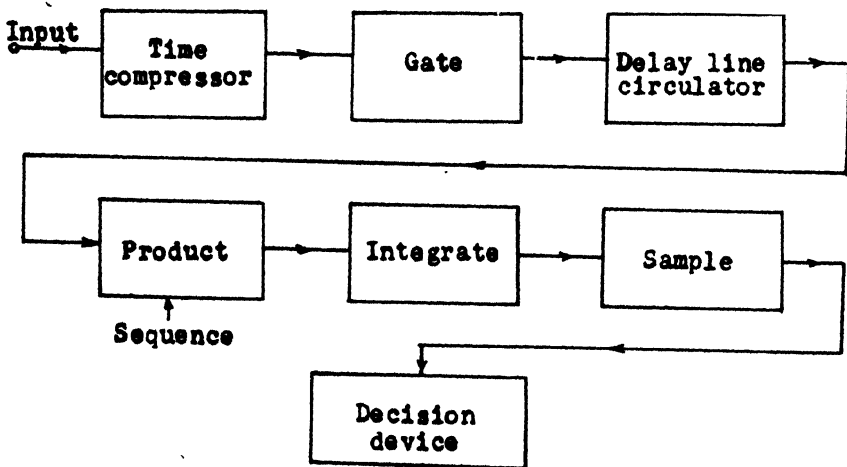 Input
Time
compressor
Gate
Delay line
circulator
Product
Integrate
Sample
Sequence
Decision
device